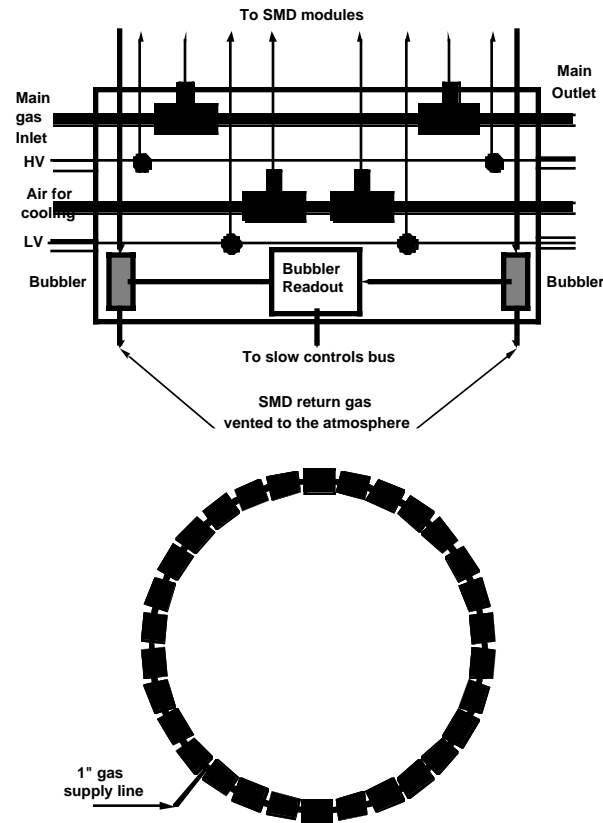 To SMD modules
Main
gas
Inlet
Main
Outlet
HV
Air for
cooling
LV
Bubbler
Bubbler
Readout
Bubbler
To slow controls bus
SMD return gas
vented to the atmosphere
1" gas
supply line